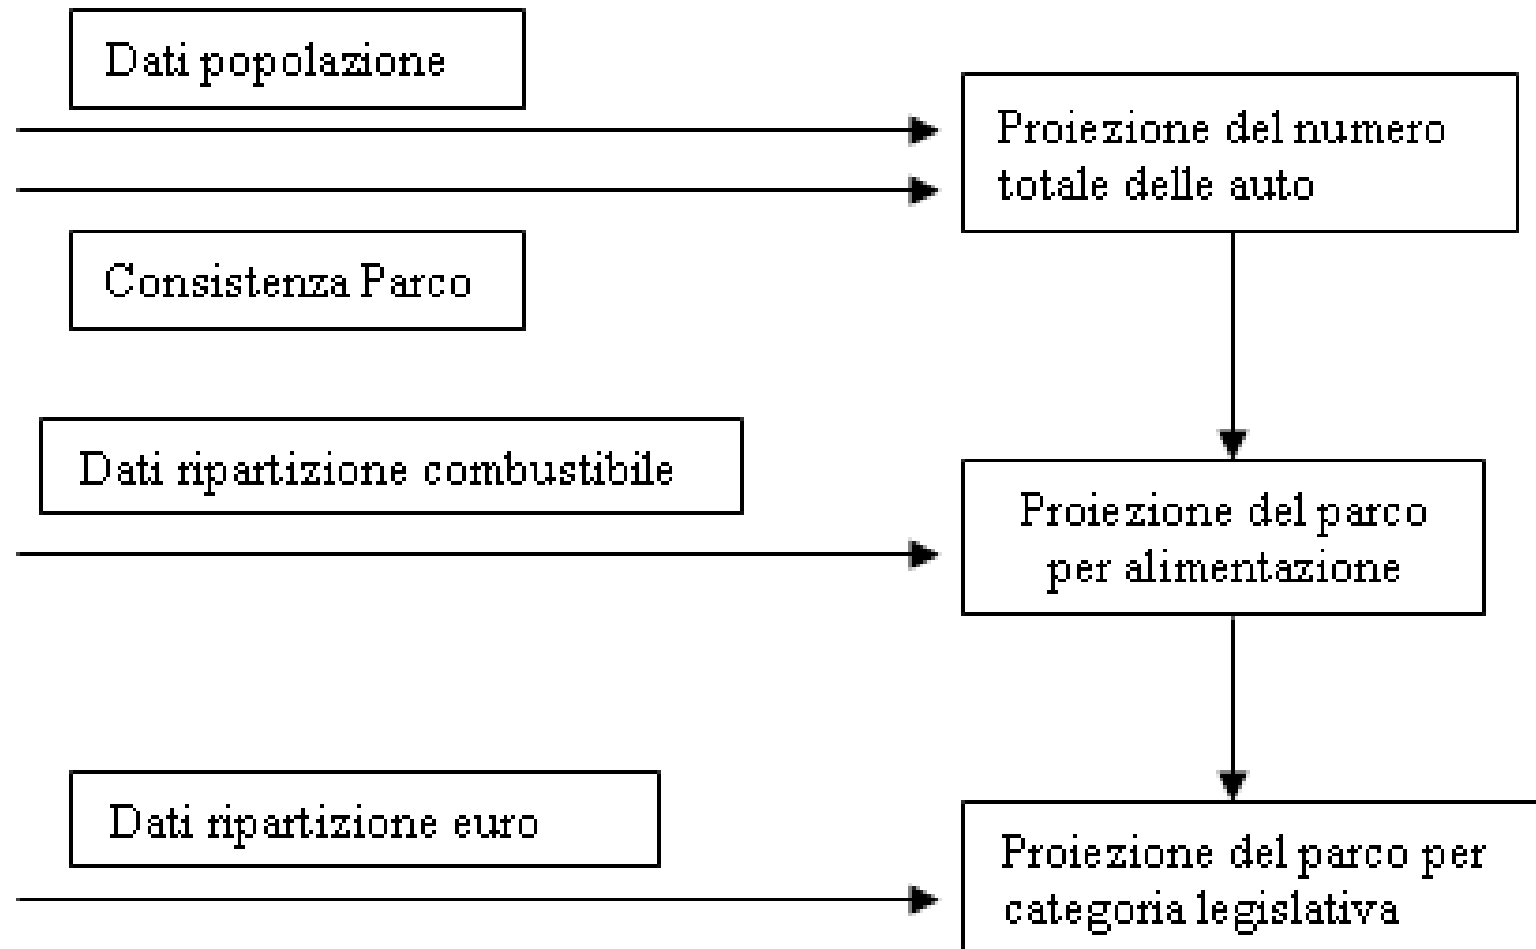 Dati popolazione
Proiezione del numero
totale delle auto
Consistenza Parco
Dati ripartizione combustibile
Proiezione del parco
per alimentazione
Dati ripartizione euro
Proiezione del parco per
categoria legislativa